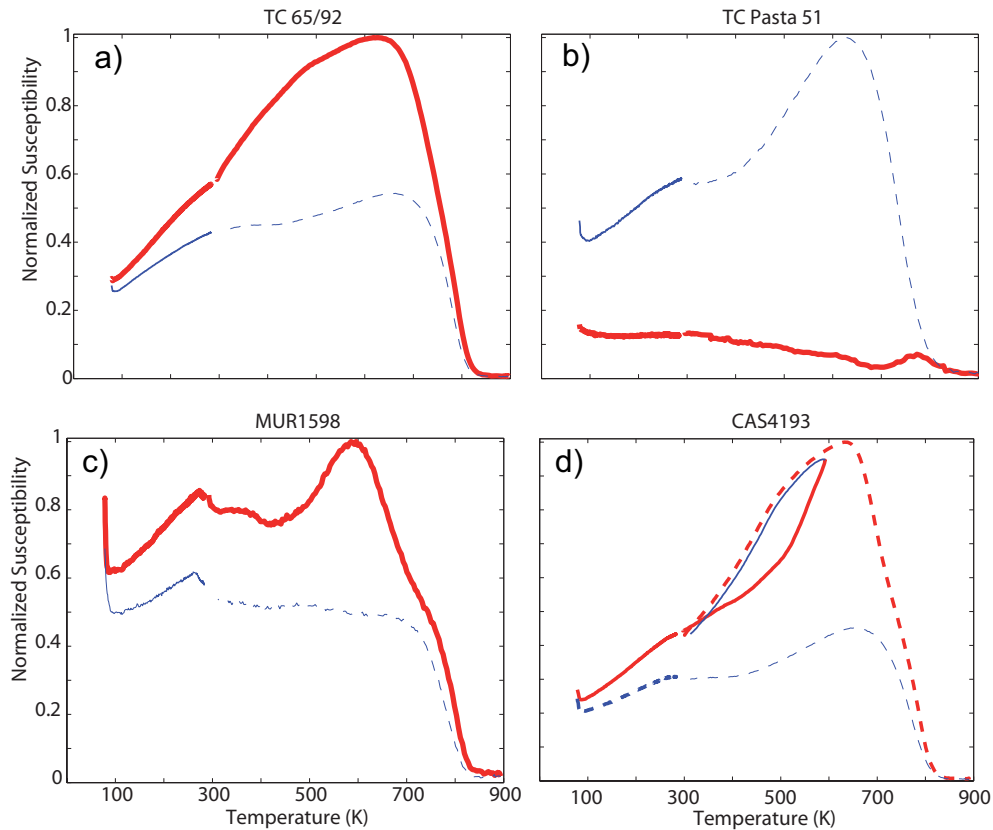 TC 65/92
TC Pasta 51
a)
b)
1
0.8
0.6
0.4
0.2
0
Normalized Susceptibility
MUR1598
CAS4193
c)
d)
1
0.8
0.6
0.4
0.2
0
Normalized Susceptibility
100 300 500 700 900
100 300 500 700 900
Temperature (K)
Temperature (K)